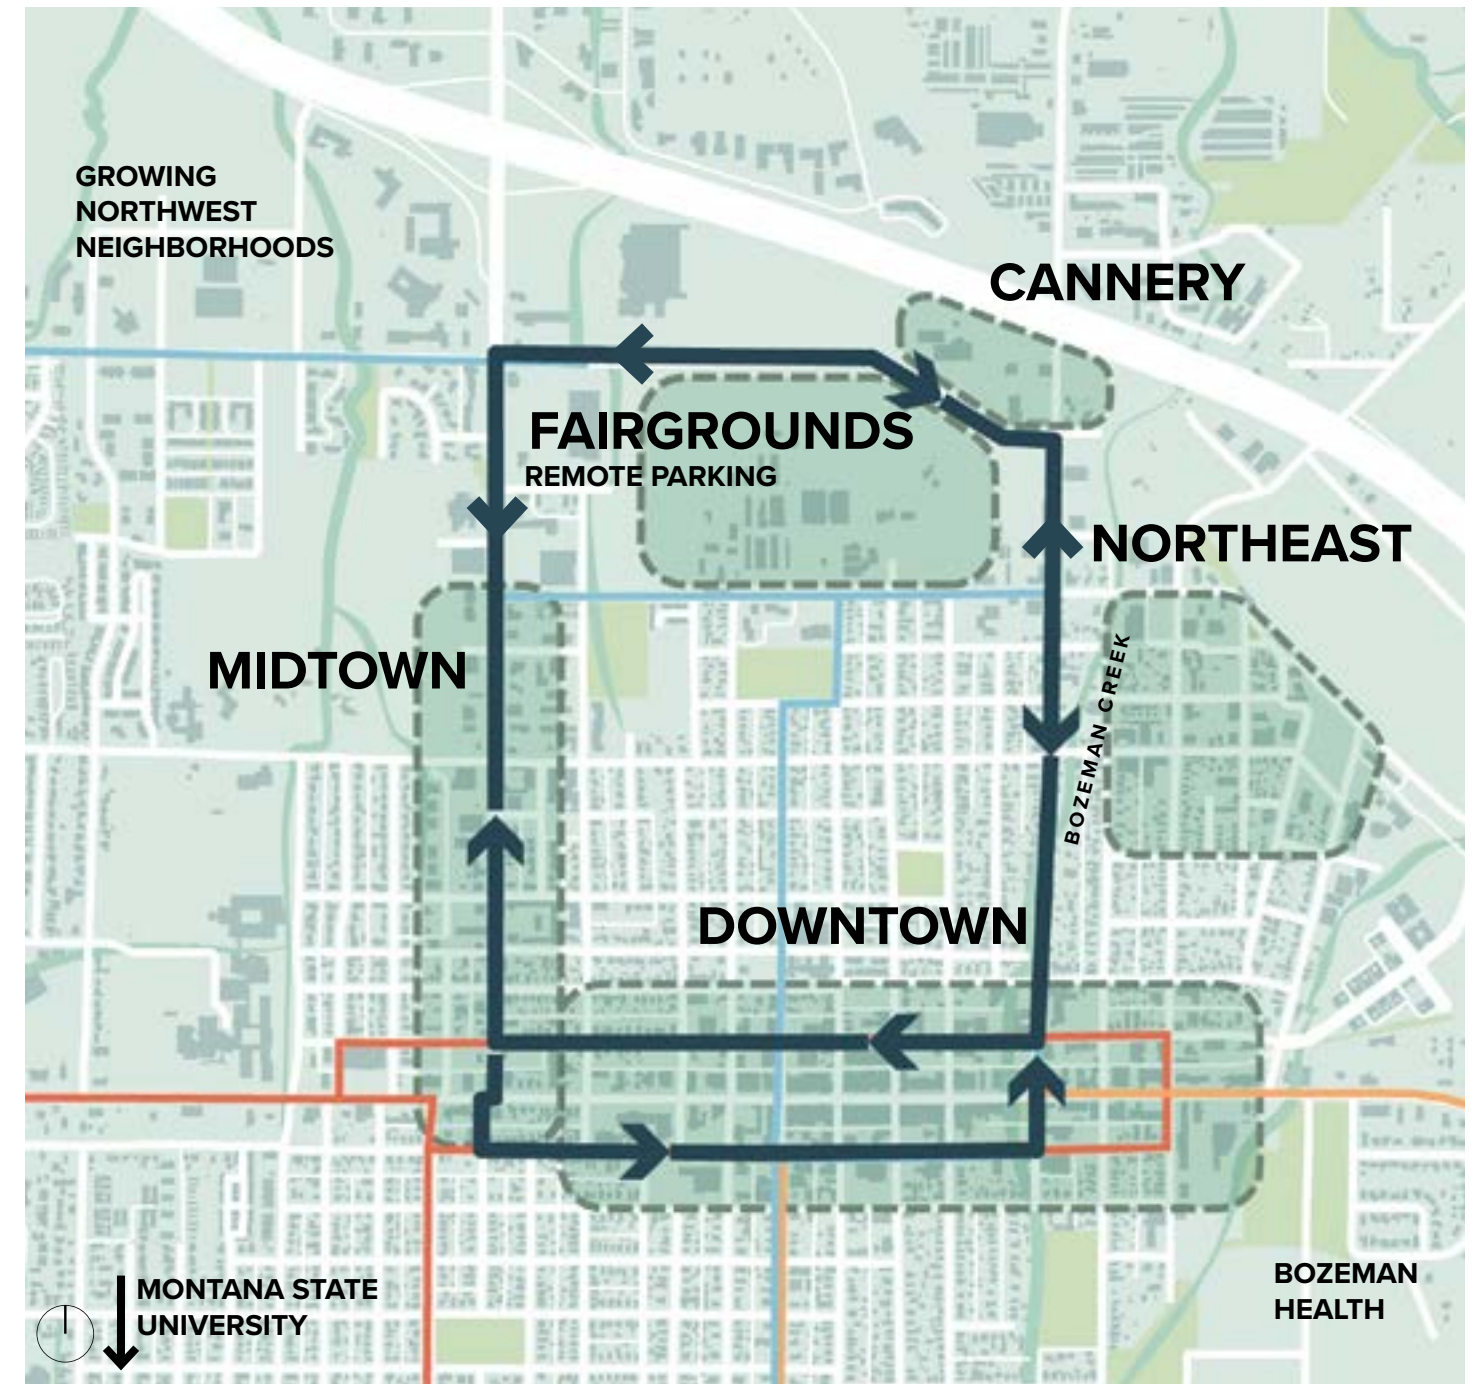 GROWING
NORTHWEST
NEIGHBORHOODS
CANNERY
FAIRGROUNDS
REMOTE PARKING
NORTHEAST
MIDTOWN
BOZEMAN CREEK
DOWNTOWN
MONTANA STATE
UNIVERSITY
BOZEMAN
HEALTH